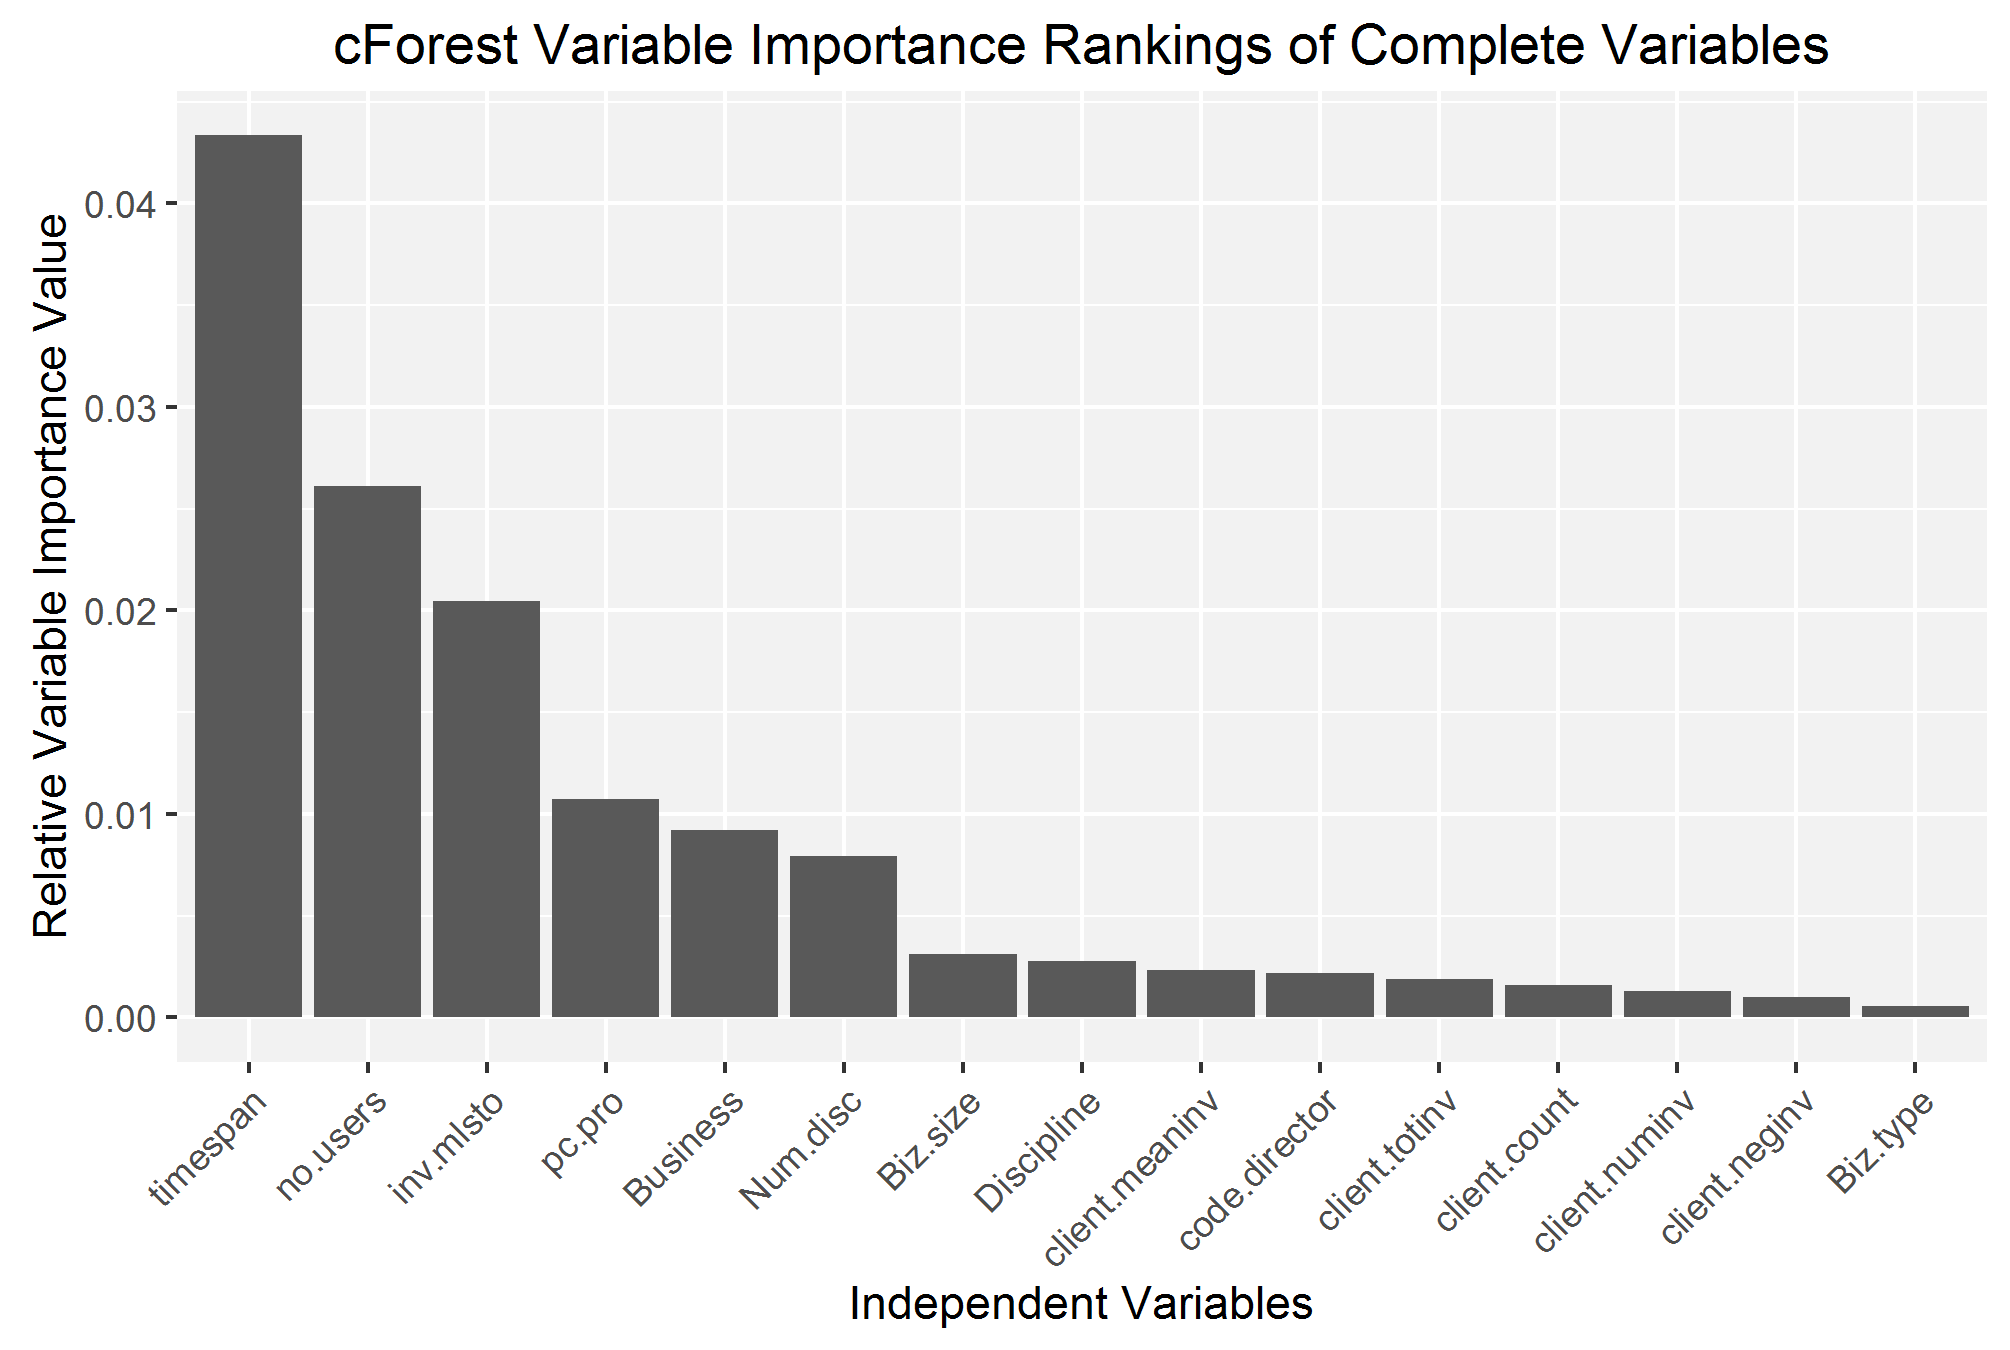 cForest Variable Importance Rankings of Complete Variables
Relative Variable Importance Value
0.04
0.03
0.02
0.01
0.00
timespan
no.users
inv.mlsto
pc.pro
Business
Num.disc
Biz.size
Discipline
client.meaninv
code.director
client.totinv
client.count
client.numinv
client.neginv
Biz.type
Independent Variables